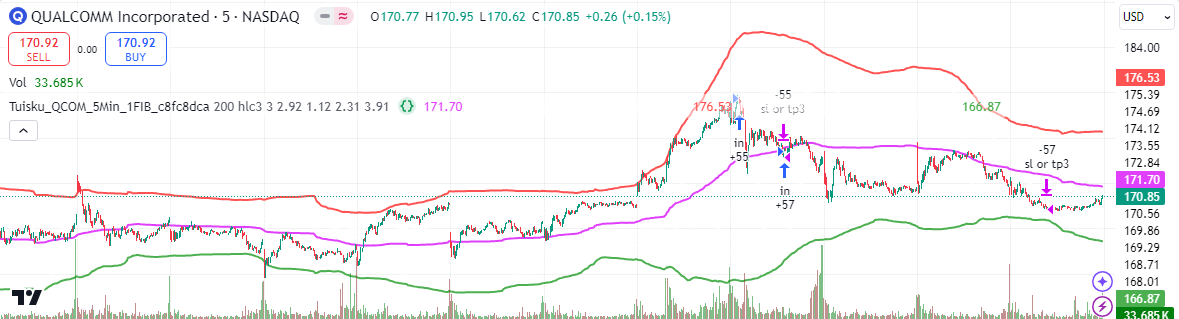 QUALCOMM Incorporated · 5 · NASDAQ O170.77 H170.95 L170.62 C170.85 +0.26 (+0.15%)
USD
170.92
SELL
0.00
170.92
BUY
Vol 33.685 K
Tuisku_QCOM_5Min_1FIB_c8fc8dca 200 hlc3 3 2.92 1.12 2.31 3.91 171.70
176.53
166.87
-55
sl or tp3
in
+55
in
+57
-57
sl or tp3
184.00
176.53
175.39
174.69
174.12
173.55
172.84
171.70
170.85
170.56
169.86
169.29
168.71
168.01
166.87
33.685 K